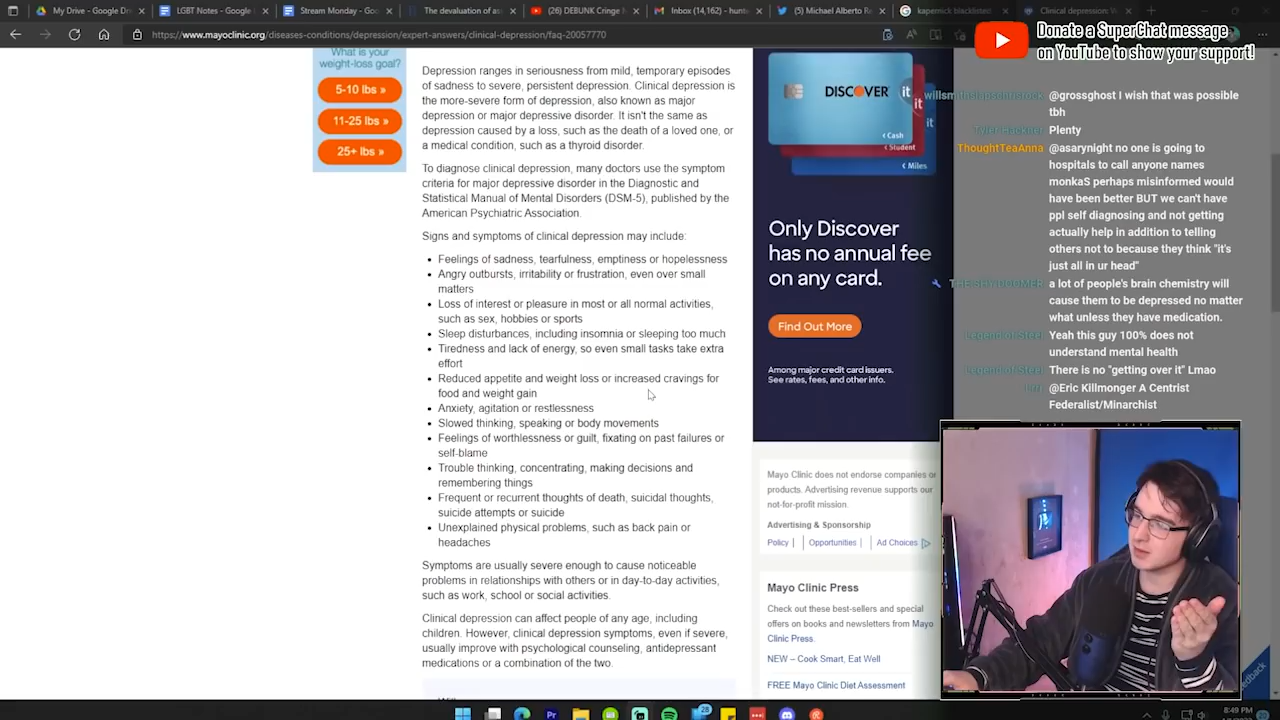 My Drive - Google D
LGBT Notes - Google
Stream Monday - Goo
The devaluation of as
(26) DEBUNK Cringe
Inbox (14,162) - hunt
(5) Michael Alberto R
kapernick blacklisted
Clinical depression: W
https://www.mayoclinic.org/diseases-conditions/depression/expert-answers/clinical-depression/faq-20057770
Donate a SuperChat message
on YouTube to show your support!
What is your
weight-loss goal?
5-10 lbs »
11-25 lbs »
25+ lbs »
Depression ranges in seriousness from mild, temporary episodes
of sadness to severe, persistent depression. Clinical depression
is the more-severe form of depression, also known as major
depression or major depressive disorder. It isn't the same as
depression caused by a loss, such as the death of a loved one, or
a medical condition, such as a thyroid disorder.
To diagnose clinical depression, many doctors use the symptom
criteria for major depressive disorder in the Diagnostic and
Statistical Manual of Mental Disorders (DSM-5), published by the
American Psychiatric Association.
Signs and symptoms of clinical depression may include:
• Feelings of sadness, tearfulness, emptiness or hopelessness
• Angry outbursts, irritability or frustration, even over small
matters
• Loss of interest or pleasure in most or all normal activities,
such as sex, hobbies or sports
• Sleep disturbances, including insomnia or sleeping too much
• Tiredness and lack of energy, so even small tasks take extra
effort
• Reduced appetite and weight loss or increased cravings for
food and weight gain
• Anxiety, agitation or restlessness
• Slowed thinking, speaking or body movements
• Feelings of worthlessness or guilt, fixating on past failures or
self-blame
• Trouble thinking, concentrating, making decisions and
remembering things
• Frequent or recurrent thoughts of death, suicidal thoughts,
suicide attempts or suicide
• Unexplained physical problems, such as back pain or
headaches
Symptoms are usually severe enough to cause noticeable
problems in relationships with others or in day-to-day activities,
such as work, school or social activities.
Clinical depression can affect people of any age, including
children. However, clinical depression symptoms, even if severe,
usually improve with psychological counseling, antidepressant
medications or a combination of the two.
DISCOVER it
it
it
‹ Cash
‹ Student
‹ Miles
Only Discover
has no annual fee
on any card.
Find Out More
Among major credit card issuers.
See rates, fees, and other info.
Mayo Clinic does not endorse companies or
products. Advertising revenue supports our
not-for-profit mission.
Advertising & Sponsorship
Policy | Opportunities | Ad Choices
Mayo Clinic Press
Check out these best-sellers and special
offers on books and newsletters from Mayo
Clinic Press.
NEW – Cook Smart, Eat Well
FREE Mayo Clinic Diet Assessment
@grossghost I wish that was possible
tbh
Tyler Hackner Plenty
ThoughtTeaAnna @asarynight no one is going to
hospitals to call anyone names
monkaS perhaps misinformed would
have been better BUT we can't have
ppl self diagnosing and not getting
actually help in addition to telling
others not to because they think "it's
just all in ur head"
THE SHY DOOMER a lot of people's brain chemistry will
cause them to be depressed no matter
what unless they have medication.
Legend of Steel Yeah this guy 100% does not
understand mental health
Legend of Steel There is no "getting over it" Lmao
@Eric Killmonger A Centrist
Federalist/Minarchist
28
8:49 PM